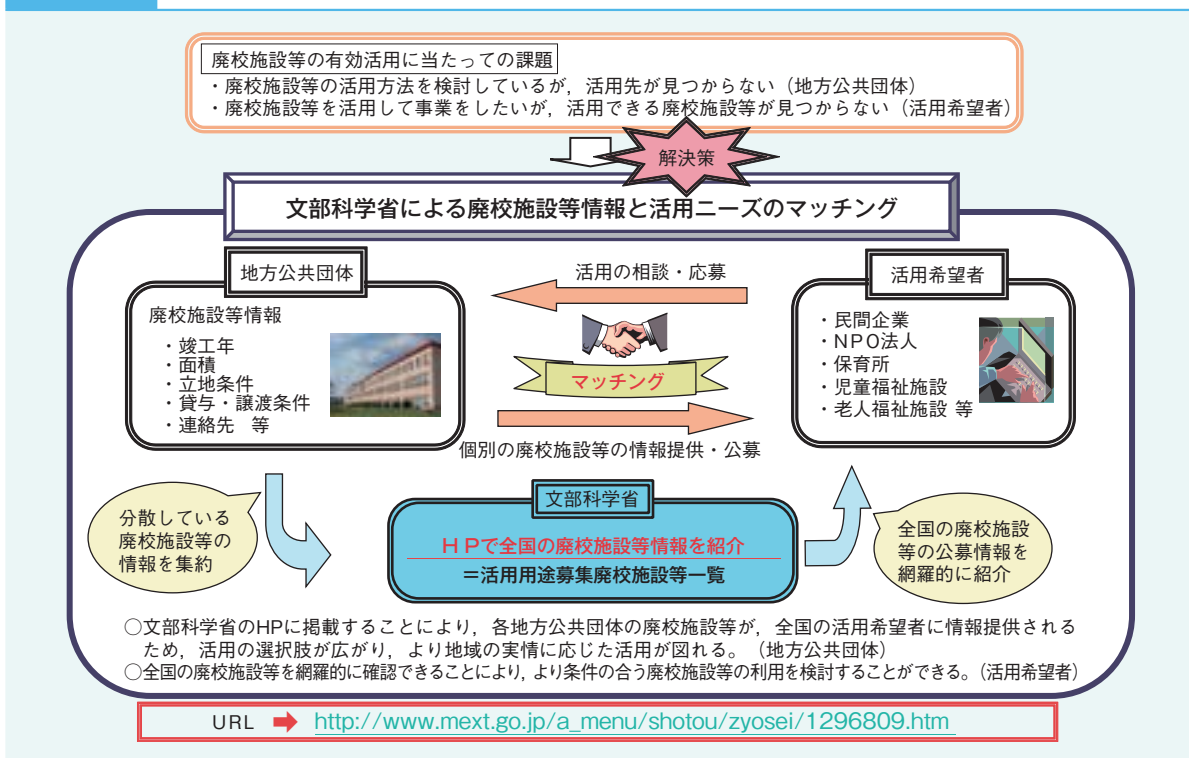 廃校施設等の有効活用に当たっての課題
・廃校施設等の活用方法を検討しているが，活用先が見つからない（地方公共団体）
・廃校施設等を活用して事業をしたいが，活用できる廃校施設等が見つからない（活用希望者）
解決策
文部科学省による廃校施設等情報と活用ニーズのマッチング
地方公共団体
廃校施設等情報
・竣工年
・面積
・立地条件
・貸与・譲渡条件
・連絡先　等
活用の相談・応募
マッチング
個別の廃校施設等の情報提供・公募
活用希望者
・民間企業
・NPO法人
・保育所
・児童福祉施設
・老人福祉施設 等
分散している
廃校施設等の
情報を集約
文部科学省
ＨＰで全国の廃校施設等情報を紹介
＝活用用途募集廃校施設等一覧
全国の廃校施設
等の公募情報を
網羅的に紹介
○文部科学省のHPに掲載することにより，各地方公共団体の廃校施設等が，全国の活用希望者に情報提供される
ため，活用の選択肢が広がり，より地域の実情に応じた活用が図れる。（地方公共団体）
○全国の廃校施設等を網羅的に確認できることにより，より条件の合う廃校施設等の利用を検討することができる。（活用希望者）
URL ➡ http://www.mext.go.jp/a_menu/shotou/zyosei/1296809.htm